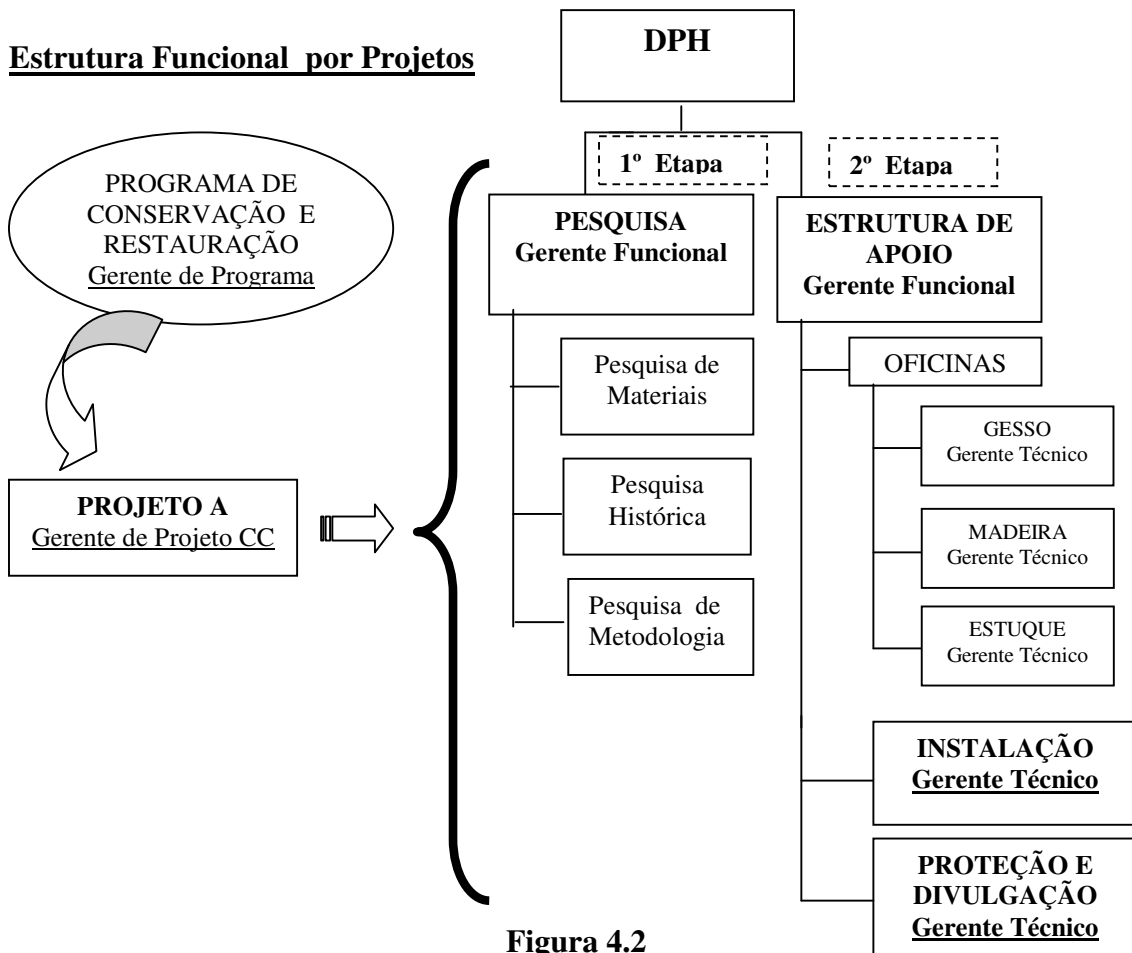 Estrutura Funcional por Projetos
DPH
1º Etapa
2º Etapa
PROGRAMA DE
CONSERVAÇÃO E
RESTAURAÇÃO
Gerente de Programa
PROJETO A
Gerente de Projeto CC
PESQUISA
Gerente Funcional
Pesquisa de
Materiais
Pesquisa
Histórica
Pesquisa de
Metodologia
ESTRUTURA DE
APOIO
Gerente Funcional
OFICINAS
GESSO
Gerente Técnico
MADEIRA
Gerente Técnico
ESTUQUE
Gerente Técnico
INSTALAÇÃO
Gerente Técnico
PROTEÇÃO E
DIVULGAÇÃO
Gerente Técnico
Figura 4.2